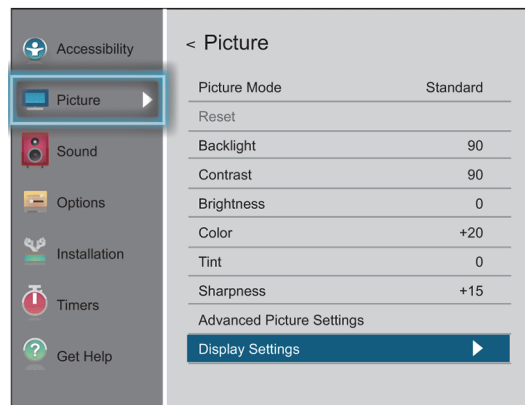 Accessibility
Picture
Sound
Options
Installation
Timers
Get Help
< Picture
Picture Mode Standard
Reset
Backlight 90
Contrast 90
Brightness 0
Color +20
Tint 0
Sharpness +15
Advanced Picture Settings
Display Settings